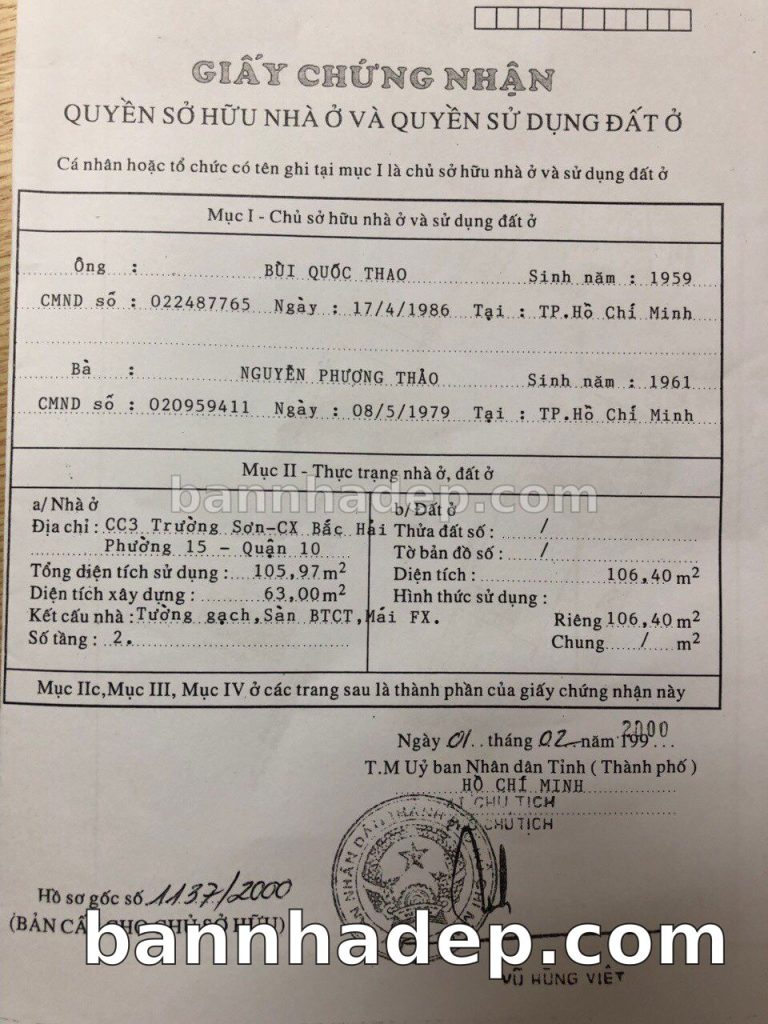 GIẤY CHỨNG NHẬN
QUYỀN SỞ HỮU NHÀ Ở VÀ QUYỀN SỬ DỤNG ĐẤT Ở
Cá nhân hoặc tổ chức có tên ghi tại mục I là chủ sở hữu nhà ở và sử dụng đất ở
Mục I - Chủ sở hữu nhà ở và sử dụng đất ở
Ông : BÙI QUỐC THAO Sinh năm : 1959
CMND số : 022487765 Ngày : 17/4/1986 Tại : TP.Hồ Chí Minh
Bà : NGUYỄN PHƯỢNG THẢO Sinh năm : 1961
CMND số : 020959411 Ngày : 08/5/1979 Tại : TP.Hồ Chí Minh
Mục II - Thực trạng nhà ở, đất ở
bannhadep.com
a/ Nhà ở
Địa chỉ : CC3 Trường Sơn-CX Bắc Hải
Phường 15 - Quận 10
Tổng diện tích sử dụng : 105,97 m2
Diện tích xây dựng : 63,00 m2
Kết cấu nhà : Tường gạch,Sàn BTCT,Mái FX.
Số tầng : 2.
b/ Đất ở
Thửa đất số : /
Tờ bản đồ số : /
Diện tích : 106,40 m2
Hình thức sử dụng :
Riêng 106,40 m2
Chung / m2
Mục IIc,Mục III, Mục IV ở các trang sau là thành phần của giấy chứng nhận này
Ngày 01 tháng 02 năm 199 2000
T.M Uỷ ban Nhân dân Tỉnh ( Thành phố )
HỒ CHÍ MINH
CHỦ TỊCH
CHỦ TỊCH
Hồ sơ gốc số 1137/2000
(BẢN CẤP CHO CHỦ SỞ HỮU)
bannhadep.com
VŨ HÙNG VIỆT